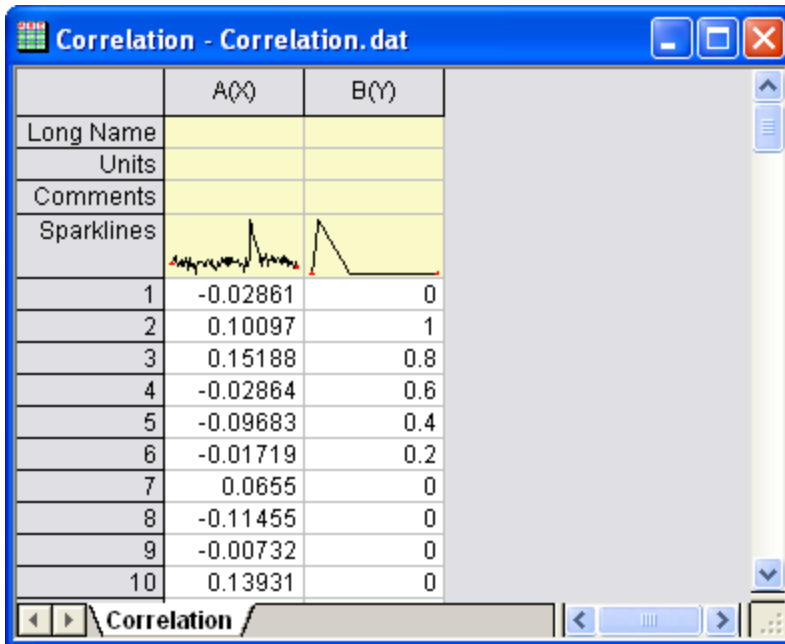 Correlation - Correlation.dat
A(X) B(Y)
Long Name
Units
Comments
Sparklines
1 -0.02861 0
2 0.10097 1
3 0.15188 0.8
4 -0.02864 0.6
5 -0.09683 0.4
6 -0.01719 0.2
7 0.0655 0
8 -0.11455 0
9 -0.00732 0
10 0.13931 0
Correlation